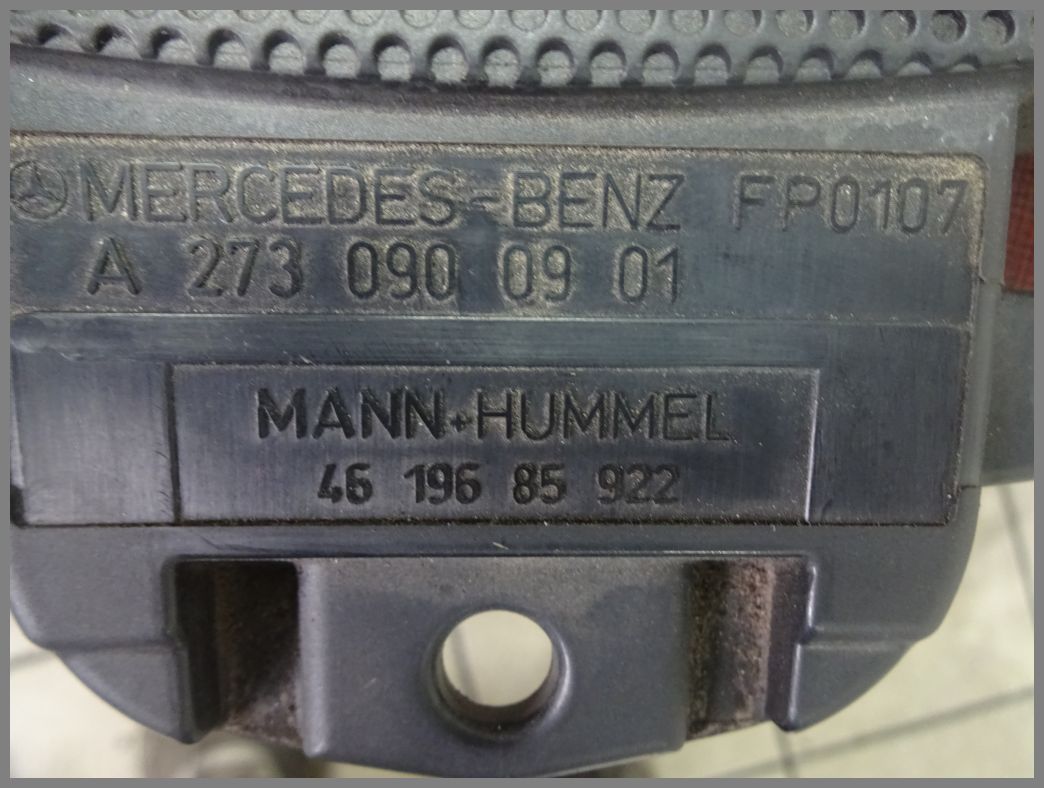 MERCEDES-BENZ FP0107
A 273 090 09 01
MANN+HUMMEL
46 196 85 922